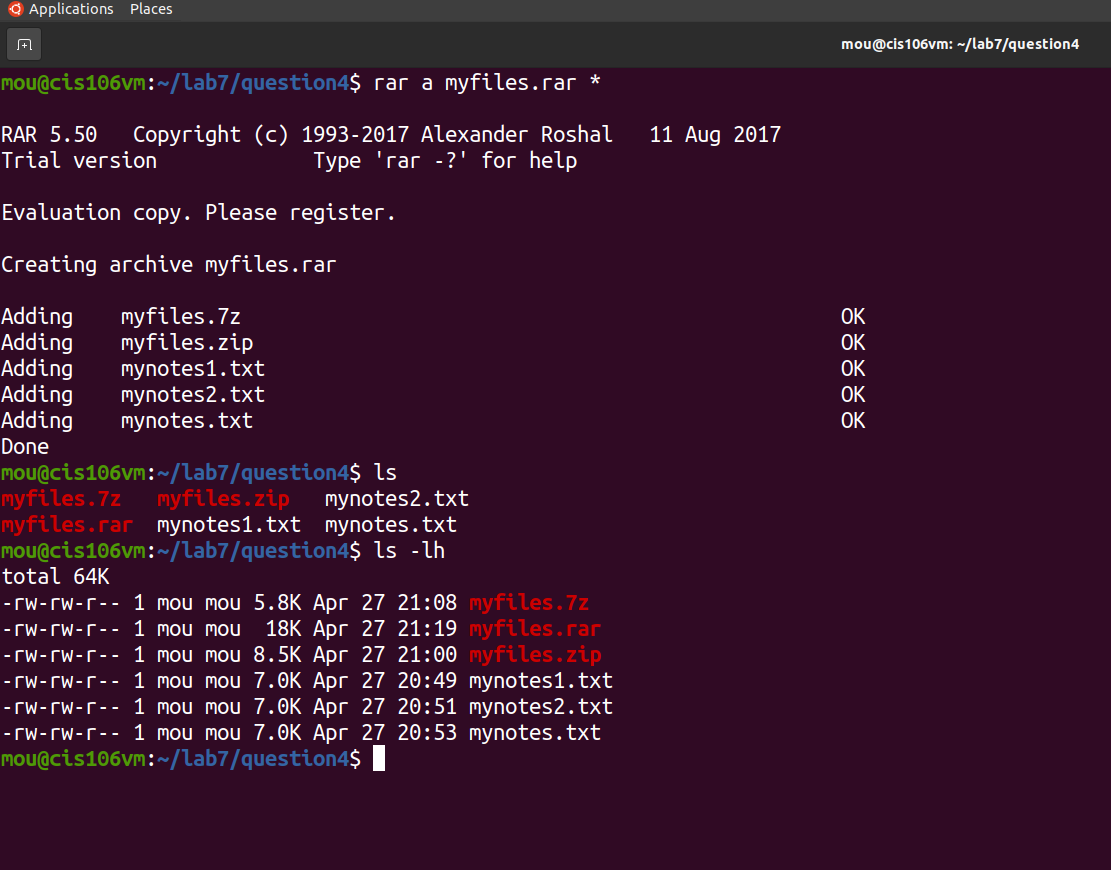 Applications Places
mou@cis106vm: ~/lab7/question4
mou@cis106vm:~/lab7/question4$ rar a myfiles.rar *
RAR 5.50   Copyright (c) 1993-2017 Alexander Roshal   11 Aug 2017
Trial version             Type 'rar -?' for help
Evaluation copy. Please register.
Creating archive myfiles.rar
Adding    myfiles.7z                                                  OK
Adding    myfiles.zip                                                 OK
Adding    mynotes1.txt                                                OK
Adding    mynotes2.txt                                                OK
Adding    mynotes.txt                                                 OK
Done
mou@cis106vm:~/lab7/question4$ ls
myfiles.7z   myfiles.zip   mynotes2.txt
myfiles.rar  mynotes1.txt  mynotes.txt
mou@cis106vm:~/lab7/question4$ ls -lh
total 64K
-rw-rw-r-- 1 mou mou 5.8K Apr 27 21:08 myfiles.7z
-rw-rw-r-- 1 mou mou  18K Apr 27 21:19 myfiles.rar
-rw-rw-r-- 1 mou mou 8.5K Apr 27 21:00 myfiles.zip
-rw-rw-r-- 1 mou mou 7.0K Apr 27 20:49 mynotes1.txt
-rw-rw-r-- 1 mou mou 7.0K Apr 27 20:51 mynotes2.txt
-rw-rw-r-- 1 mou mou 7.0K Apr 27 20:53 mynotes.txt
mou@cis106vm:~/lab7/question4$